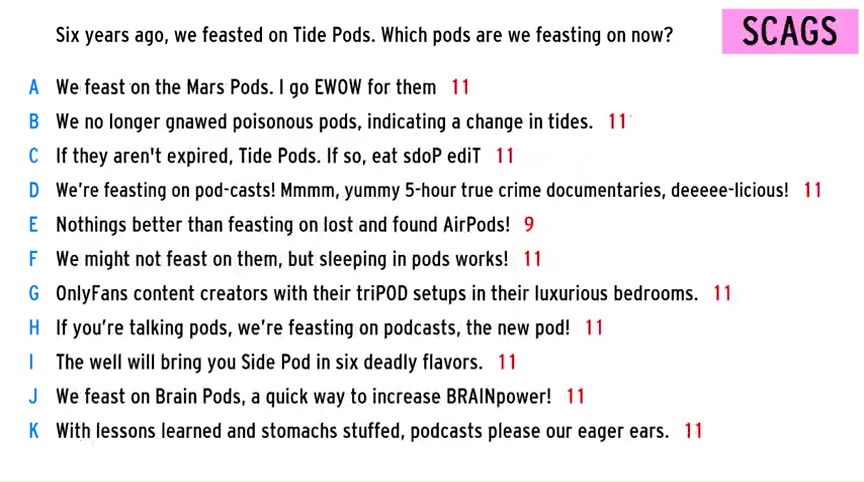 Six years ago, we feasted on Tide Pods. Which pods are we feasting on now?
SCAGS
A We feast on the Mars Pods. I go EWOW for them 11
B We no longer gnawed poisonous pods, indicating a change in tides. 11
C If they aren't expired, Tide Pods. If so, eat sdoP ediT 11
D We're feasting on pod-casts! Mmmm, yummy 5-hour true crime documentaries, deeeee-licious! 11
E Nothings better than feasting on lost and found AirPods! 9
F We might not feast on them, but sleeping in pods works! 11
G OnlyFans content creators with their triPOD setups in their luxurious bedrooms. 11
H If you're talking pods, we're feasting on podcasts, the new pod! 11
I The well will bring you Side Pod in six deadly flavors. 11
J We feast on Brain Pods, a quick way to increase BRAINpower! 11
K With lessons learned and stomachs stuffed, podcasts please our eager ears. 11